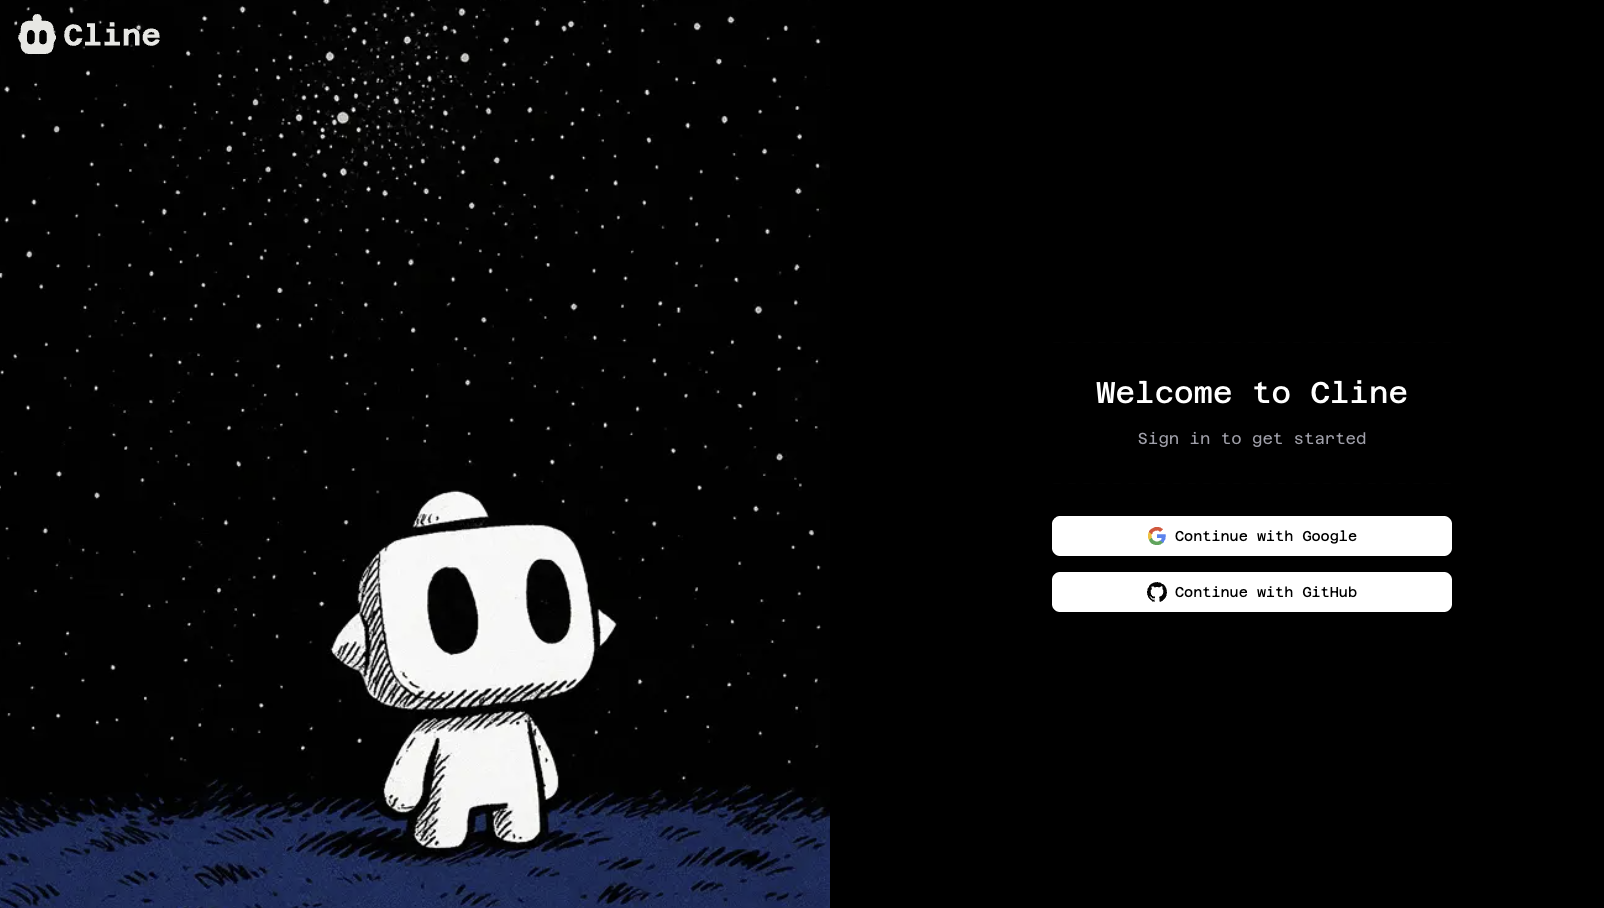 Cline
Welcome to Cline
Sign in to get started
Continue with Google
Continue with GitHub